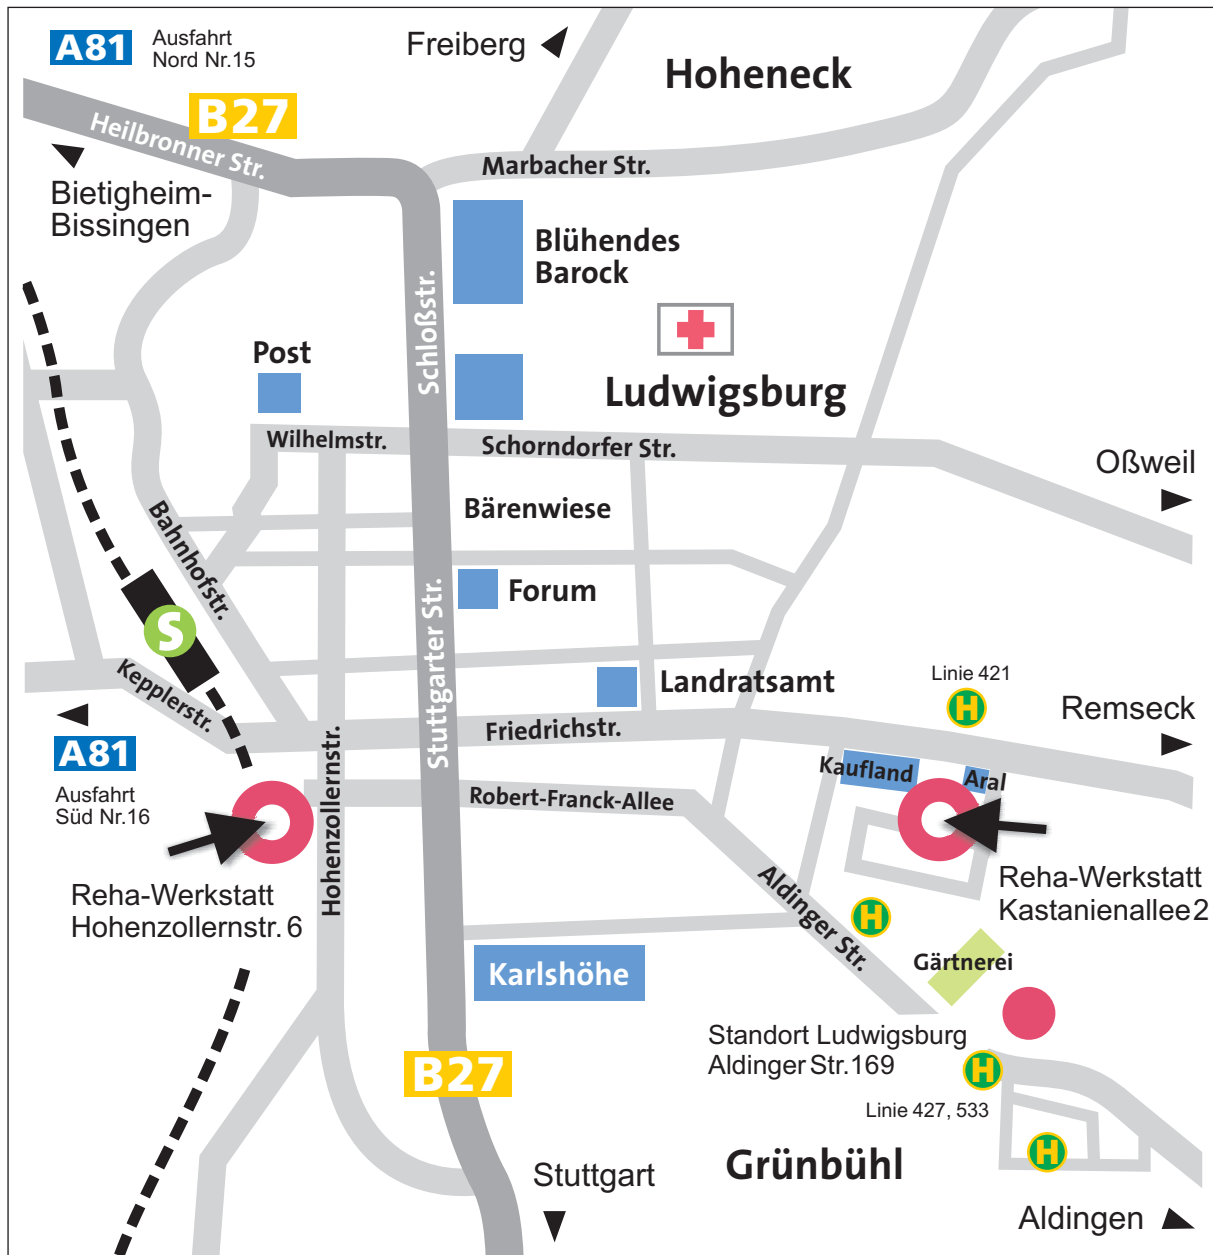 A81
Ausfahrt
Nord Nr.15
Freiberg
Hoheneck
B27
Heilbronner Str.
Marbacher Str.
Bietigheim-
Bissingen
Blühendes
Barock
Schloßstr.
Post
Ludwigsburg
Wilhelmstr.
Schorndorfer Str.
Oßweil
Bärenwiese
Bahnhofstr.
Forum
S
Stuttgarter Str.
Kepplerstr.
Landratsamt
Linie 421
H
Remseck
Friedrichstr.
A81
Ausfahrt
Süd Nr.16
Kaufland
Aral
Robert-Franck-Allee
Hohenzollernstr.
Reha-Werkstatt
Hohenzollernstr. 6
Reha-Werkstatt
Kastanienallee 2
Aldinger Str.
H
Gärtnerei
Karlshöhe
Standort Ludwigsburg
Aldinger Str. 169
H
B27
Linie 427, 533
Grünbühl
H
Stuttgart
Aldingen